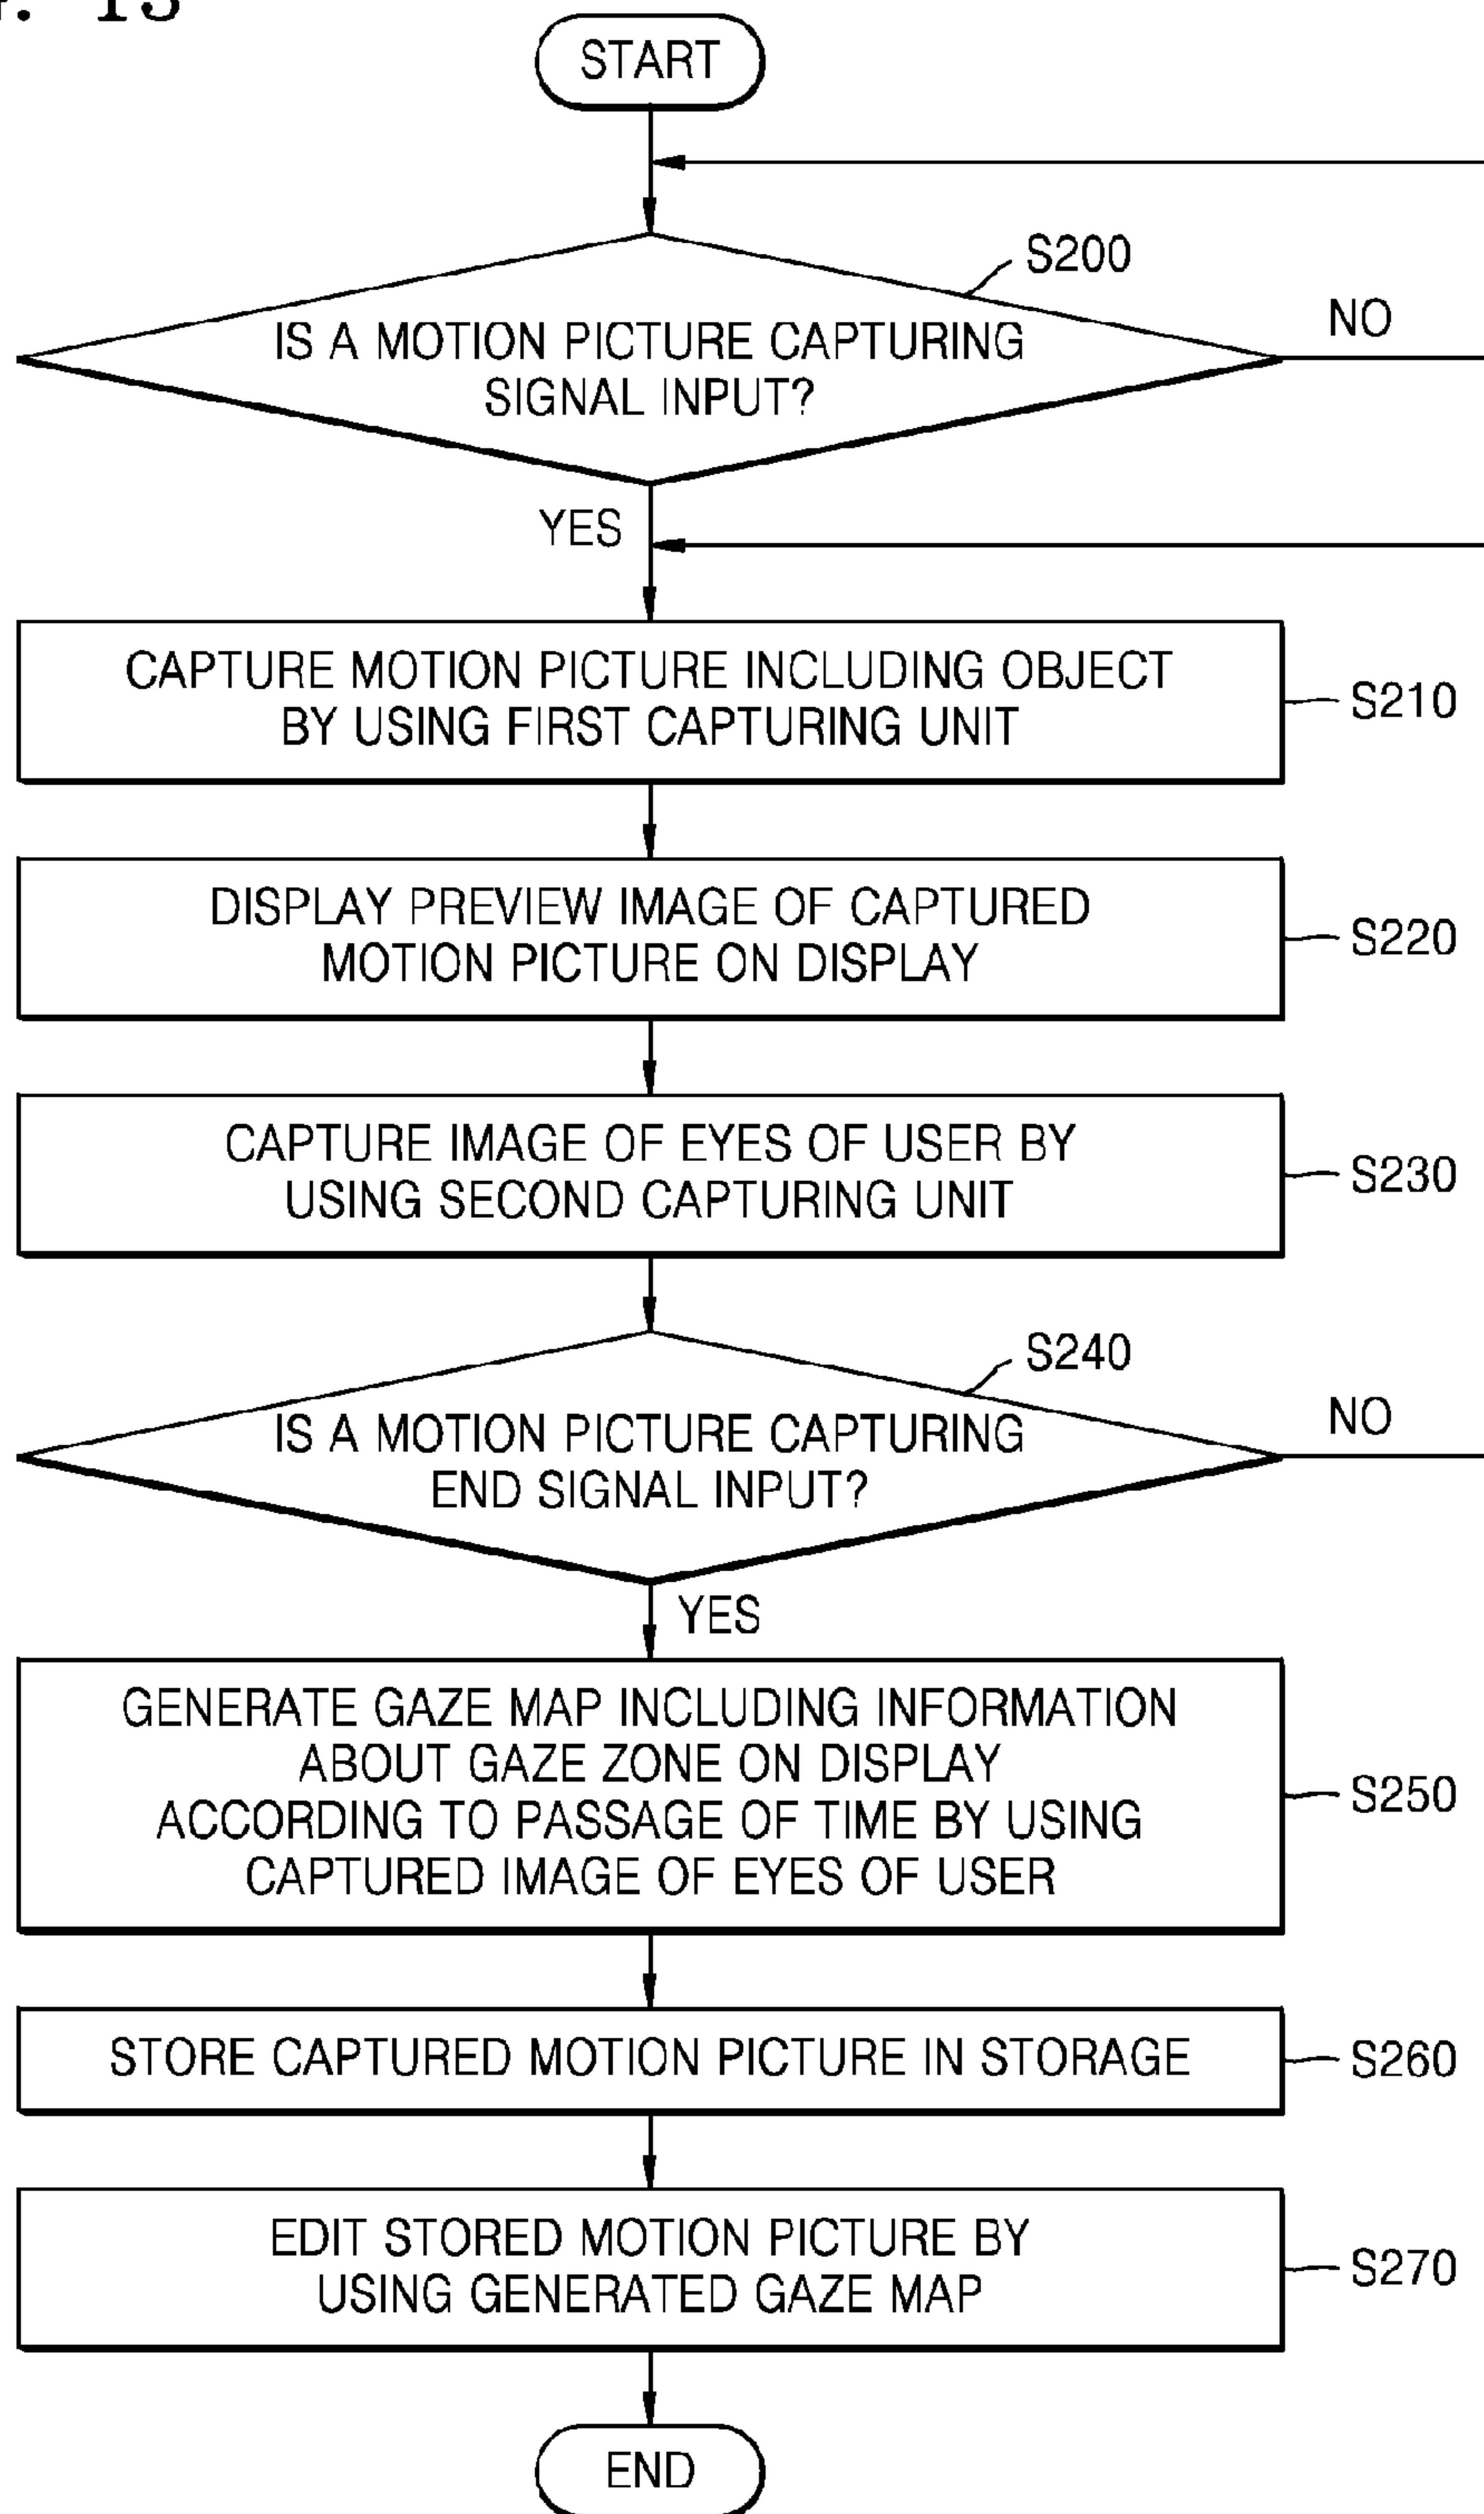 13
START
S200
IS A MOTION PICTURE CAPTURING
SIGNAL INPUT?
NO
YES
CAPTURE MOTION PICTURE INCLUDING OBJECT
BY USING FIRST CAPTURING UNIT
S210
DISPLAY PREVIEW IMAGE OF CAPTURED
MOTION PICTURE ON DISPLAY
S220
CAPTURE IMAGE OF EYES OF USER BY
USING SECOND CAPTURING UNIT
S230
S240
IS A MOTION PICTURE CAPTURING
END SIGNAL INPUT?
NO
YES
GENERATE GAZE MAP INCLUDING INFORMATION
ABOUT GAZE ZONE ON DISPLAY
ACCORDING TO PASSAGE OF TIME BY USING
CAPTURED IMAGE OF EYES OF USER
S250
STORE CAPTURED MOTION PICTURE IN STORAGE
S260
EDIT STORED MOTION PICTURE BY
USING GENERATED GAZE MAP
S270
END